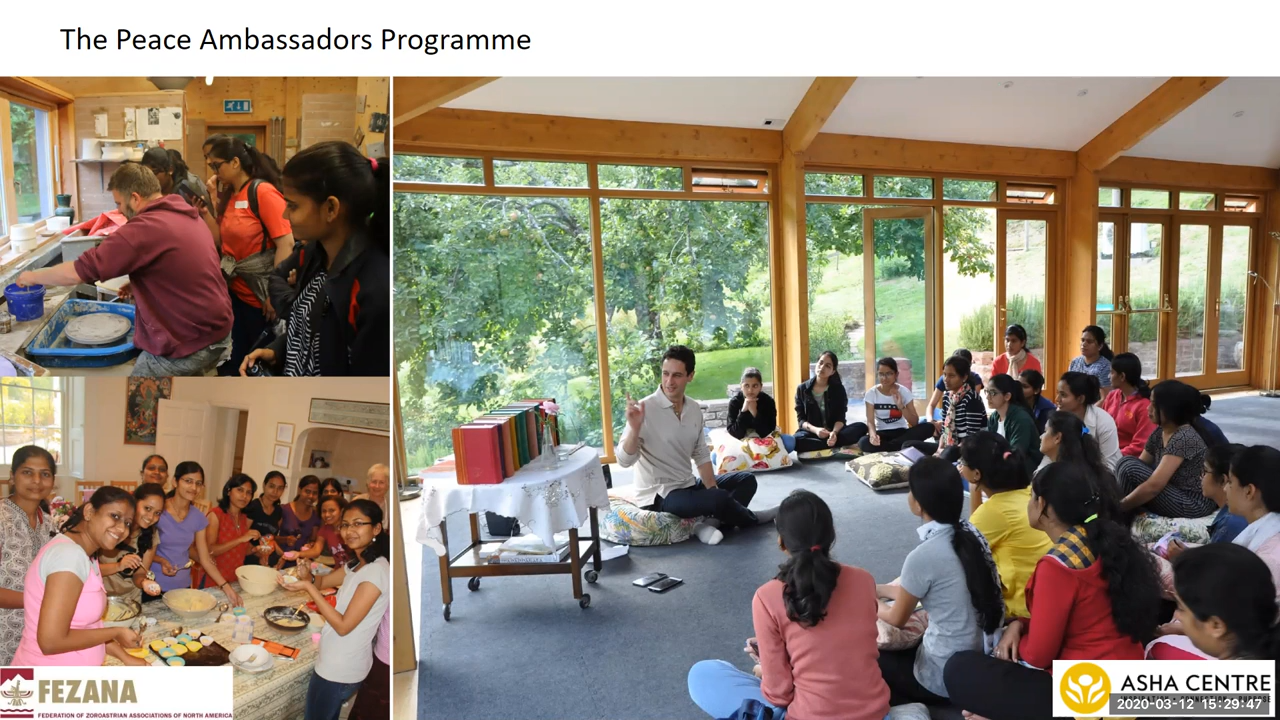 The Peace Ambassadors Programme
FEZANA
FEDERATION OF ZOROASTRIAN ASSOCIATIONS OF NORTH AMERICA
ASHA CENTRE
2020-03-12 15:29:47